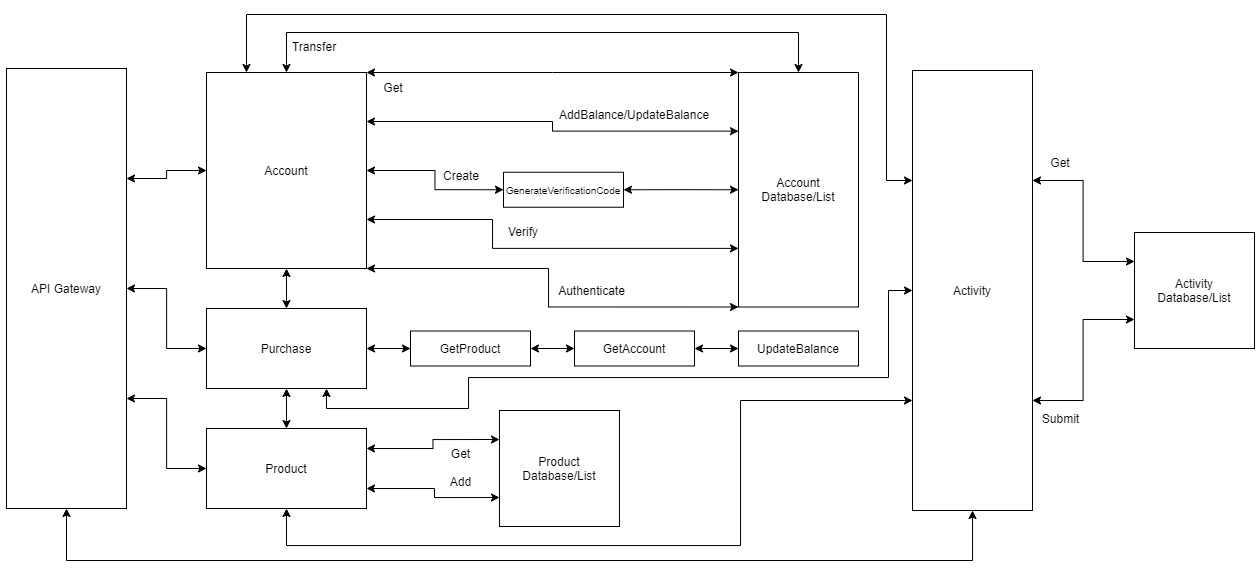 Transfer
Get
AddBalance/UpdateBalance
Account
Create
GenerateVerificationCode
Account
Database/List
Verify
Authenticate
API Gateway
Purchase
GetProduct
GetAccount
UpdateBalance
Product
Get
Add
Product
Database/List
Activity
Get
Activity
Database/List
Submit